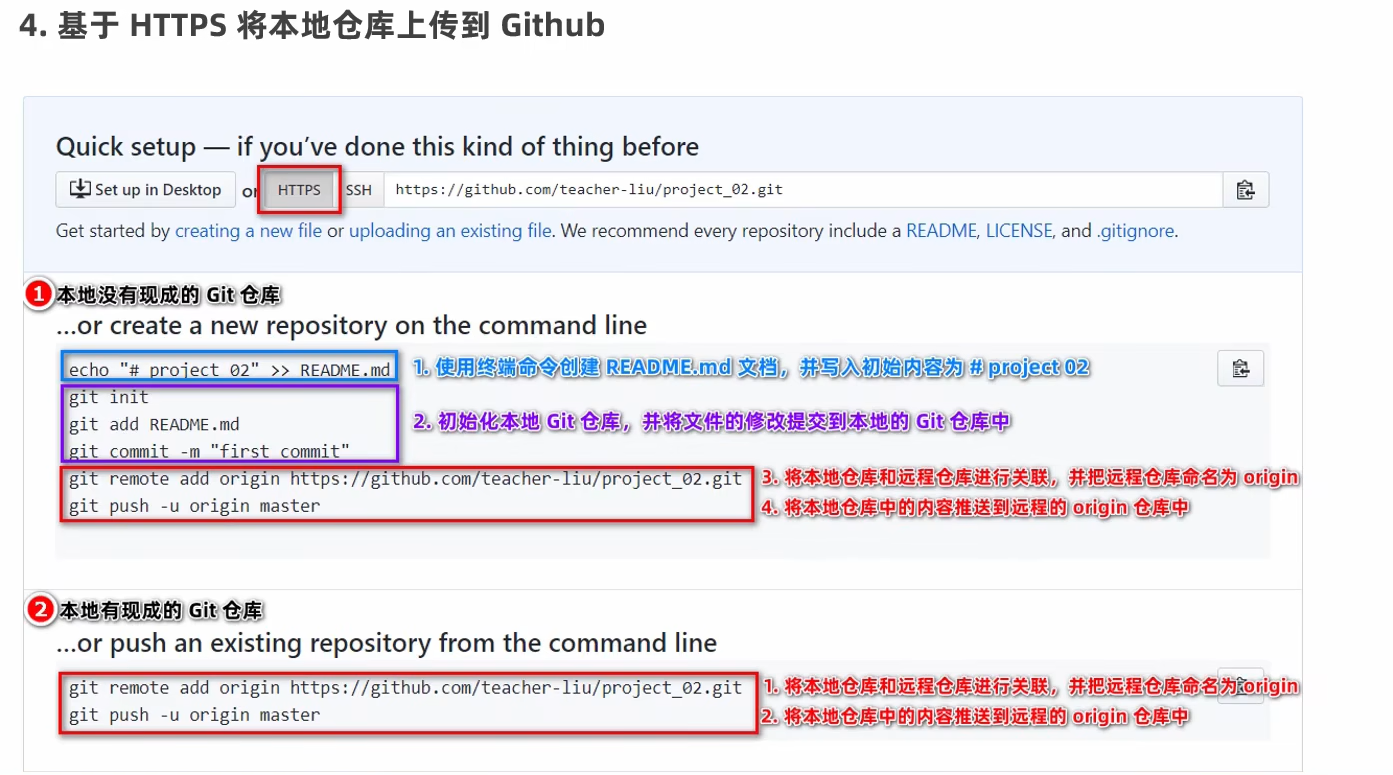 4. 基于 HTTPS 将本地仓库上传到 Github
Quick setup — if you've done this kind of thing before
Set up in Desktop or HTTPS SSH https://github.com/teacher-liu/project_02.git
Get started by creating a new file or uploading an existing file. We recommend every repository include a README, LICENSE, and .gitignore.
1 本地没有现成的 Git 仓库
…or create a new repository on the command line
echo "# project_02" >> README.md 1. 使用终端命令创建 README.md 文档，并写入初始内容为 # project 02
git init
git add README.md 2. 初始化本地 Git 仓库，并将文件的修改提交到本地的 Git 仓库中
git commit -m "first commit"
git remote add origin https://github.com/teacher-liu/project_02.git 3. 将本地仓库和远程仓库进行关联，并把远程仓库命名为 origin
git push -u origin master 4. 将本地仓库中的内容推送到远程的 origin 仓库中
2 本地有现成的 Git 仓库
…or push an existing repository from the command line
git remote add origin https://github.com/teacher-liu/project_02.git 1. 将本地仓库和远程仓库进行关联，并把远程仓库命名为 origin
git push -u origin master 2. 将本地仓库中的内容推送到远程的 origin 仓库中